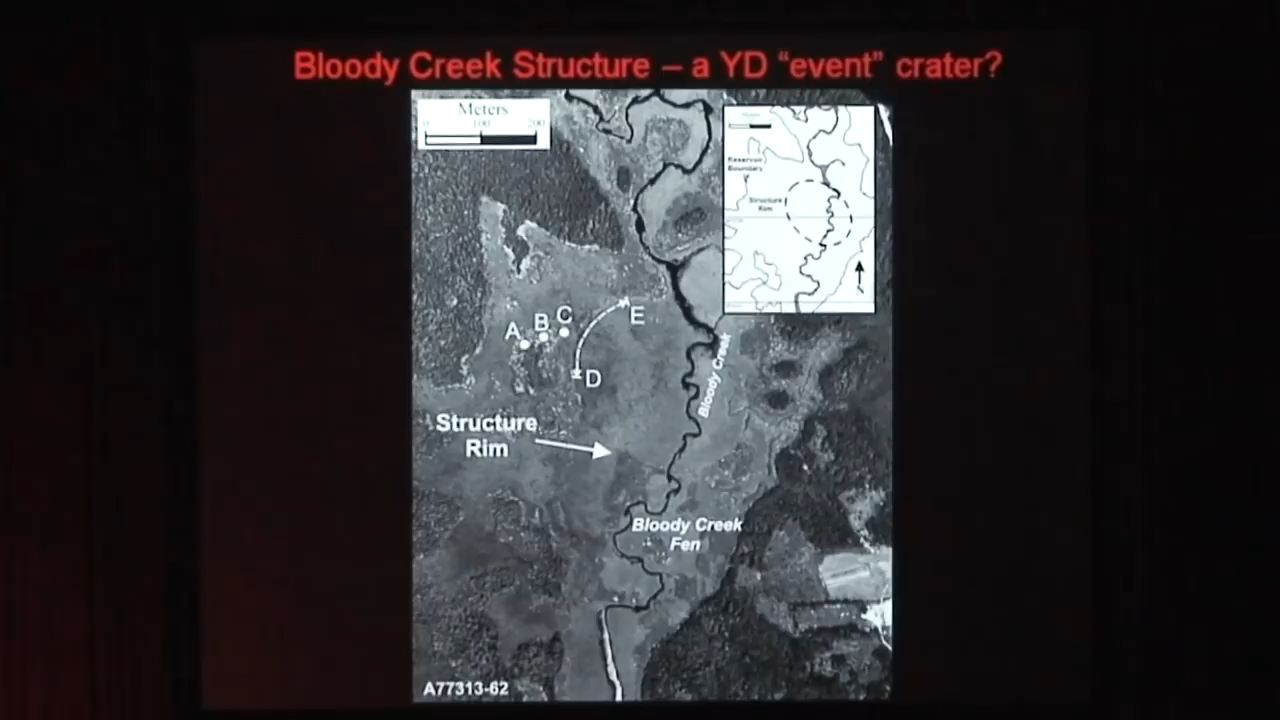 Bloody Creek Structure – a YD “event” crater?
Meters
0 100 200
Reservoir
Boundary
Structure
Rim
A
B
C
E
D
Bloody Creek
Structure
Rim
Bloody Creek
Fen
A77313-62